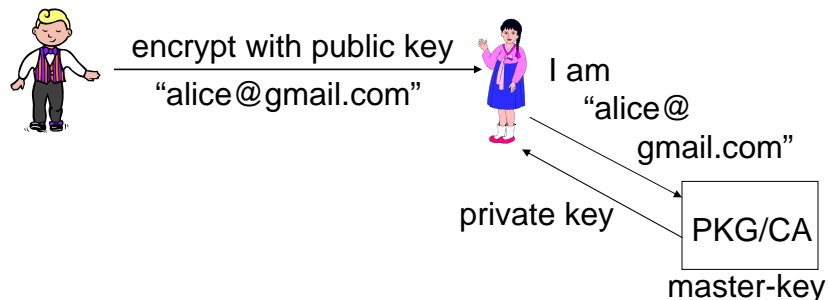 encrypt with public key
“alice@gmail.com”
I am
“alice@
gmail.com”
private key
PKG/CA
master-key